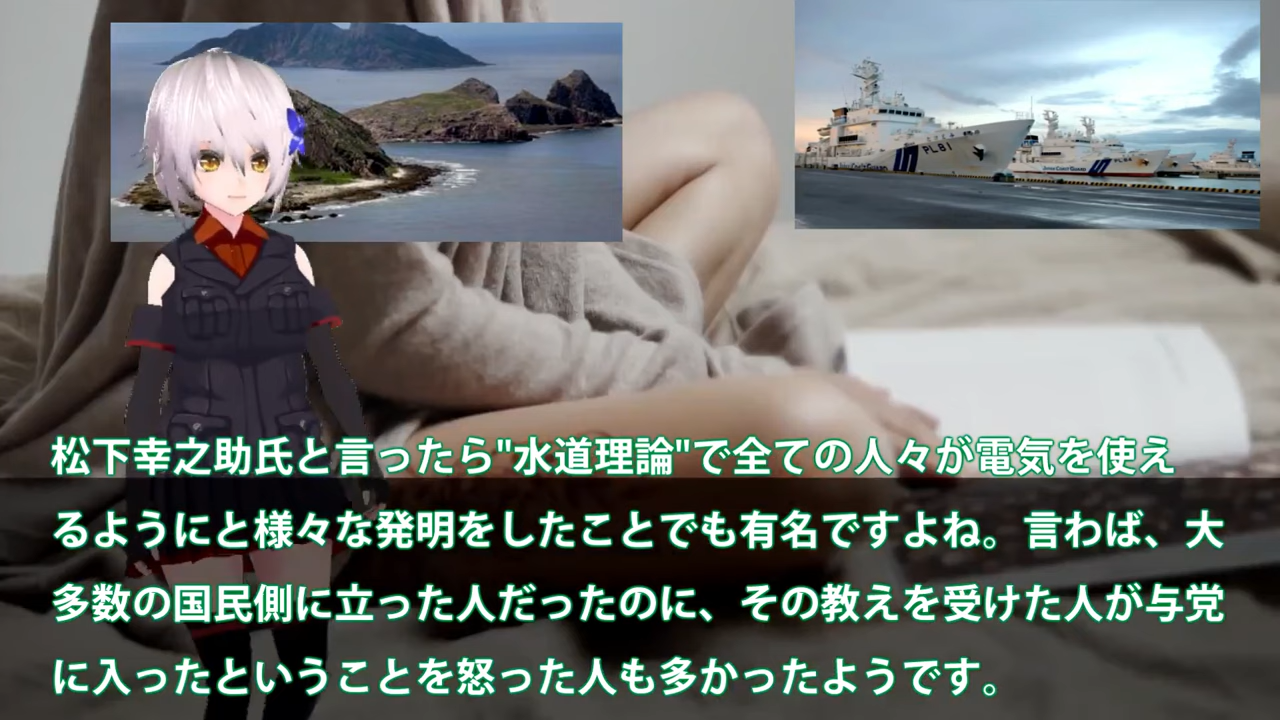 PL81
JAPAN COAST GUARD
松下幸之助氏と言ったら"水道理論"で全ての人々が電気を使え
るようにと様々な発明をしたことでも有名ですよね。言わば、大
多数の国民側に立った人だったのに、その教えを受けた人が与党
に入ったということを怒った人も多かったようです。